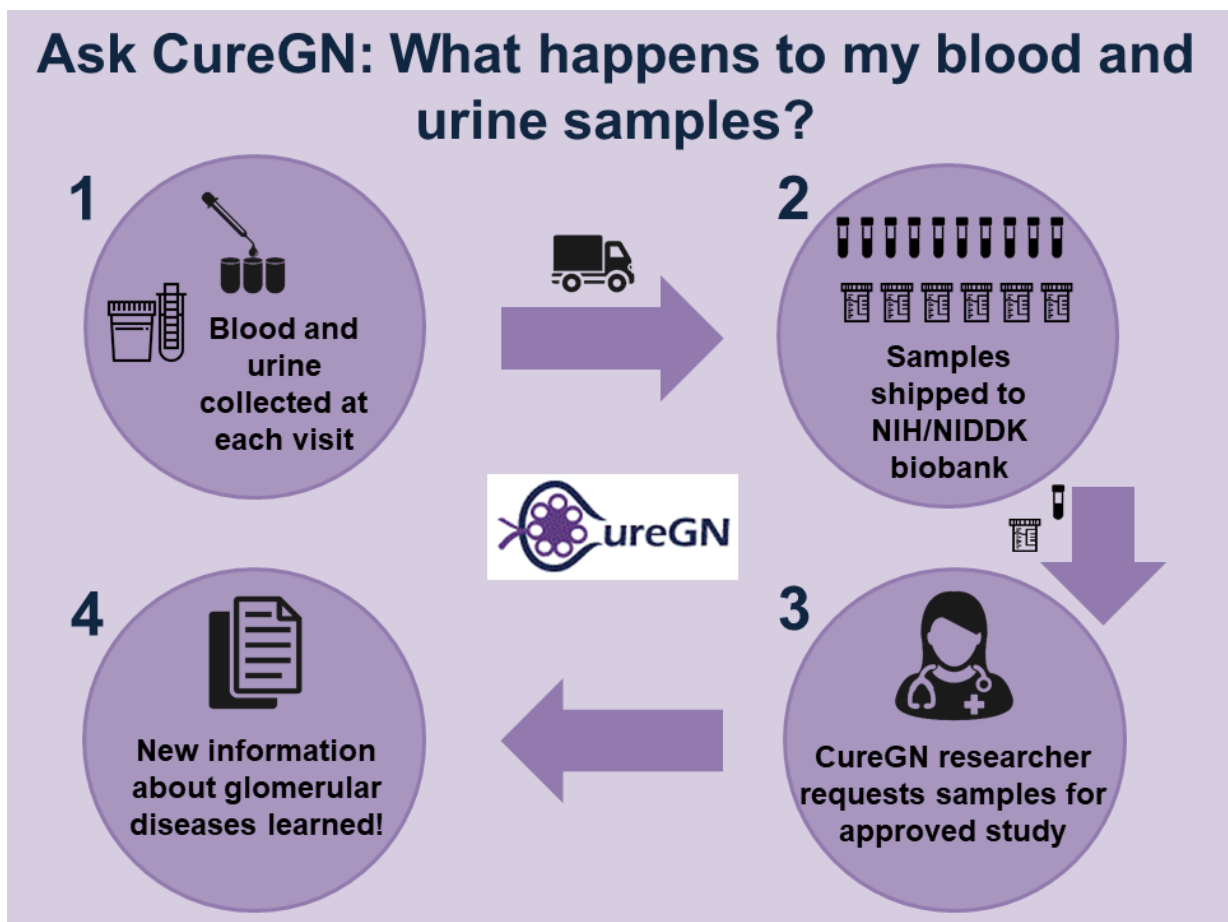 Ask CureGN: What happens to my blood and
urine samples?
1
Blood and
urine
collected at
each visit
2
Samples
shipped to
NIH/NIDDK
biobank
ureGN
3
CureGN researcher
requests samples for
approved study
4
New information
about glomerular
diseases learned!